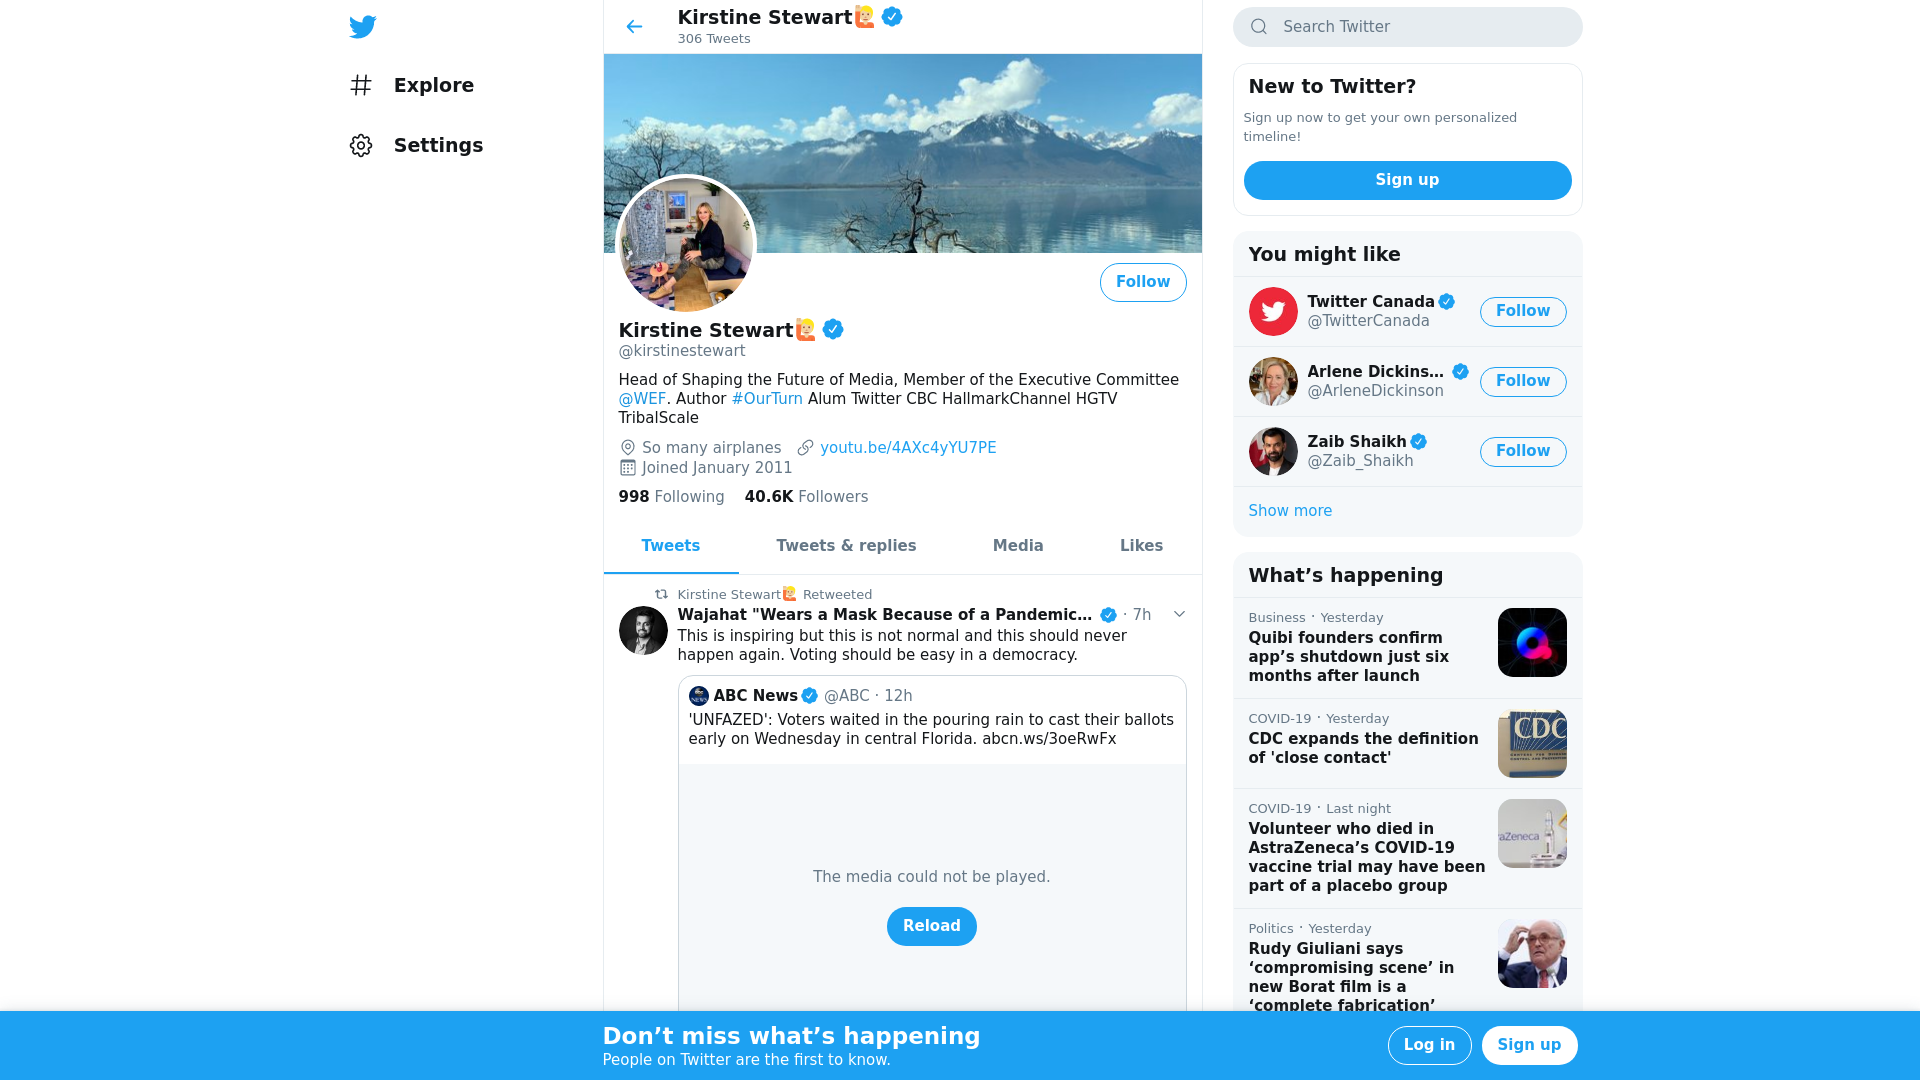 Explore
Settings
Kirstine Stewart
306 Tweets
Follow
Kirstine Stewart
@kirstinestewart
Head of Shaping the Future of Media, Member of the Executive Committee
@WEF. Author #OurTurn Alum Twitter CBC HallmarkChannel HGTV
TribalScale
So many airplanes youtu.be/4AXc4yYU7PE
Joined January 2011
998 Following 40.6K Followers
Tweets Tweets & replies Media Likes
Kirstine Stewart Retweeted
Wajahat "Wears a Mask Because of a Pandemic… · 7h
This is inspiring but this is not normal and this should never
happen again. Voting should be easy in a democracy.
ABC News @ABC · 12h
'UNFAZED': Voters waited in the pouring rain to cast their ballots
early on Wednesday in central Florida. abcn.ws/3oeRwFx
The media could not be played.
Reload
Search Twitter
New to Twitter?
Sign up now to get your own personalized
timeline!
Sign up
You might like
Twitter Canada
@TwitterCanada
Follow
Arlene Dickins…
@ArleneDickinson
Follow
Zaib Shaikh
@Zaib_Shaikh
Follow
Show more
What’s happening
Business · Yesterday
Quibi founders confirm
app’s shutdown just six
months after launch
COVID-19 · Yesterday
CDC expands the definition
of 'close contact'
CDC
COVID-19 · Last night
Volunteer who died in
AstraZeneca’s COVID-19
vaccine trial may have been
part of a placebo group
raZeneca
Politics · Yesterday
Rudy Giuliani says
‘compromising scene’ in
new Borat film is a
‘complete fabrication’
Don’t miss what’s happening
People on Twitter are the first to know.
Log in
Sign up